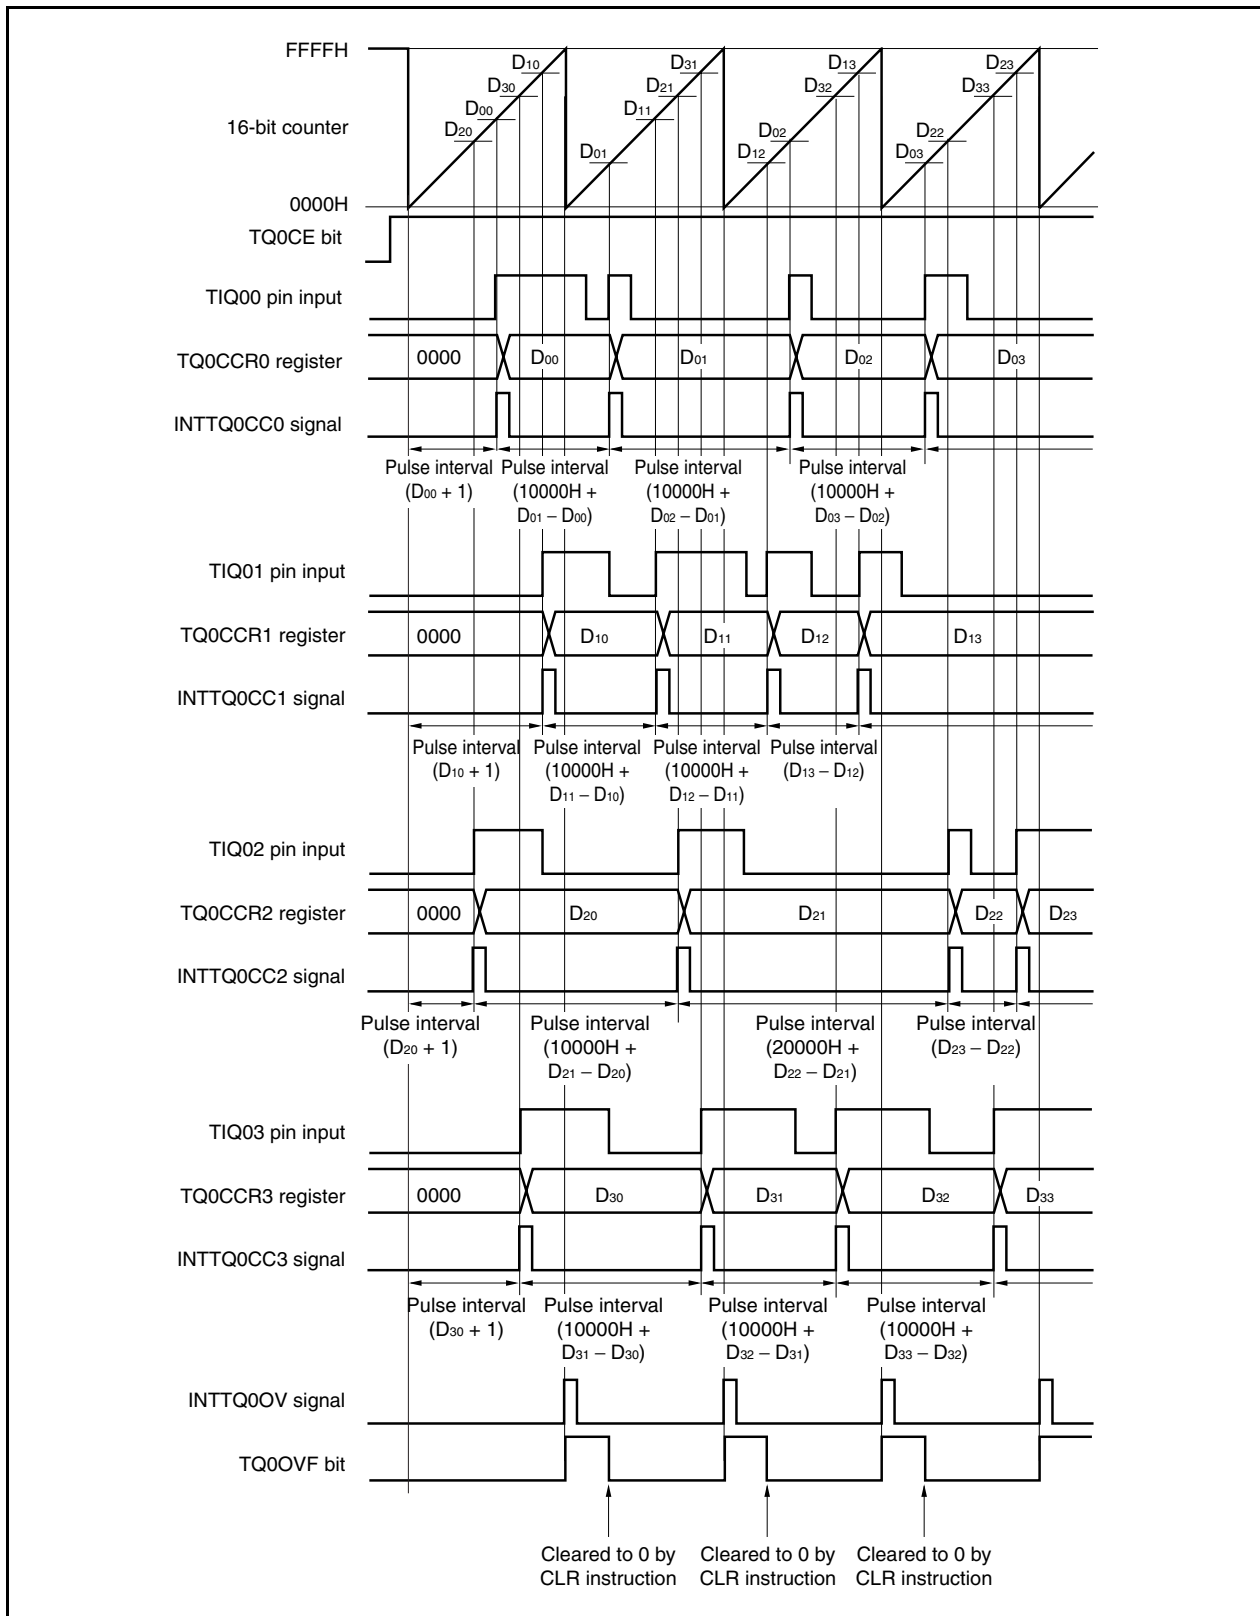 FFFFH
D10
D31
D13
D23
D30
D21
D32
D33
D00
D11
16-bit counter
D20
D02
D22
D01
D12
D03
0000H
TQ0CE bit
TIQ00 pin input
TQ0CCR0 register
0000
D00
D01
D02
D03
INTTQ0CC0 signal
Pulse interval
(D00 + 1)
Pulse interval
(10000H +
D01 – D00)
Pulse interval
(10000H +
D02 – D01)
Pulse interval
(10000H +
D03 – D02)
TIQ01 pin input
TQ0CCR1 register
0000
D10
D11
D12
D13
INTTQ0CC1 signal
Pulse interval
(D10 + 1)
Pulse interval
(10000H +
D11 – D10)
Pulse interval
(10000H +
D12 – D11)
Pulse interval
(D13 – D12)
TIQ02 pin input
TQ0CCR2 register
0000
D20
D21
D22
D23
INTTQ0CC2 signal
Pulse interval
(D20 + 1)
Pulse interval
(10000H +
D21 – D20)
Pulse interval
(20000H +
D22 – D21)
Pulse interval
(D23 – D22)
TIQ03 pin input
TQ0CCR3 register
0000
D30
D31
D32
D33
INTTQ0CC3 signal
Pulse interval
(D30 + 1)
Pulse interval
(10000H +
D31 – D30)
Pulse interval
(10000H +
D32 – D31)
Pulse interval
(10000H +
D33 – D32)
INTTQ0OV signal
TQ0OVF bit
Cleared to 0 by
CLR instruction
Cleared to 0 by
CLR instruction
Cleared to 0 by
CLR instruction